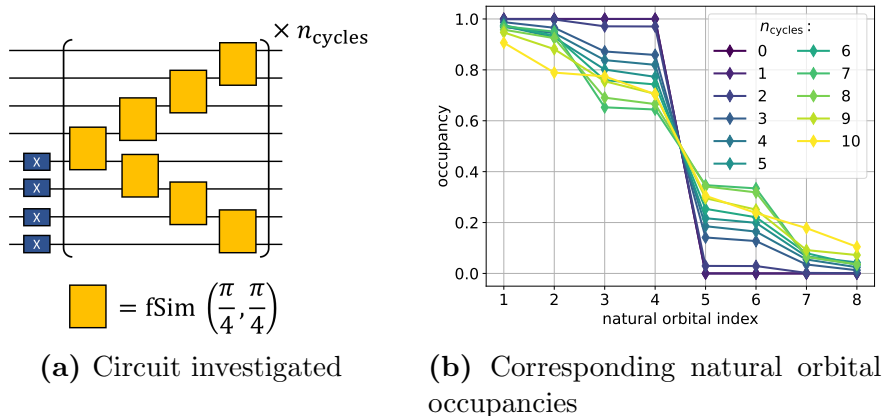 × n_cycles
X
X
X
X
= fSim (π/4, π/4)
(a) Circuit investigated
1.0
0.8
0.6
0.4
0.2
0.0
occupancy
n_cycles :
0 6
1 7
2 8
3 9
4 10
5
1 2 3 4 5 6 7 8
natural orbital index
(b) Corresponding natural orbital
occupancies